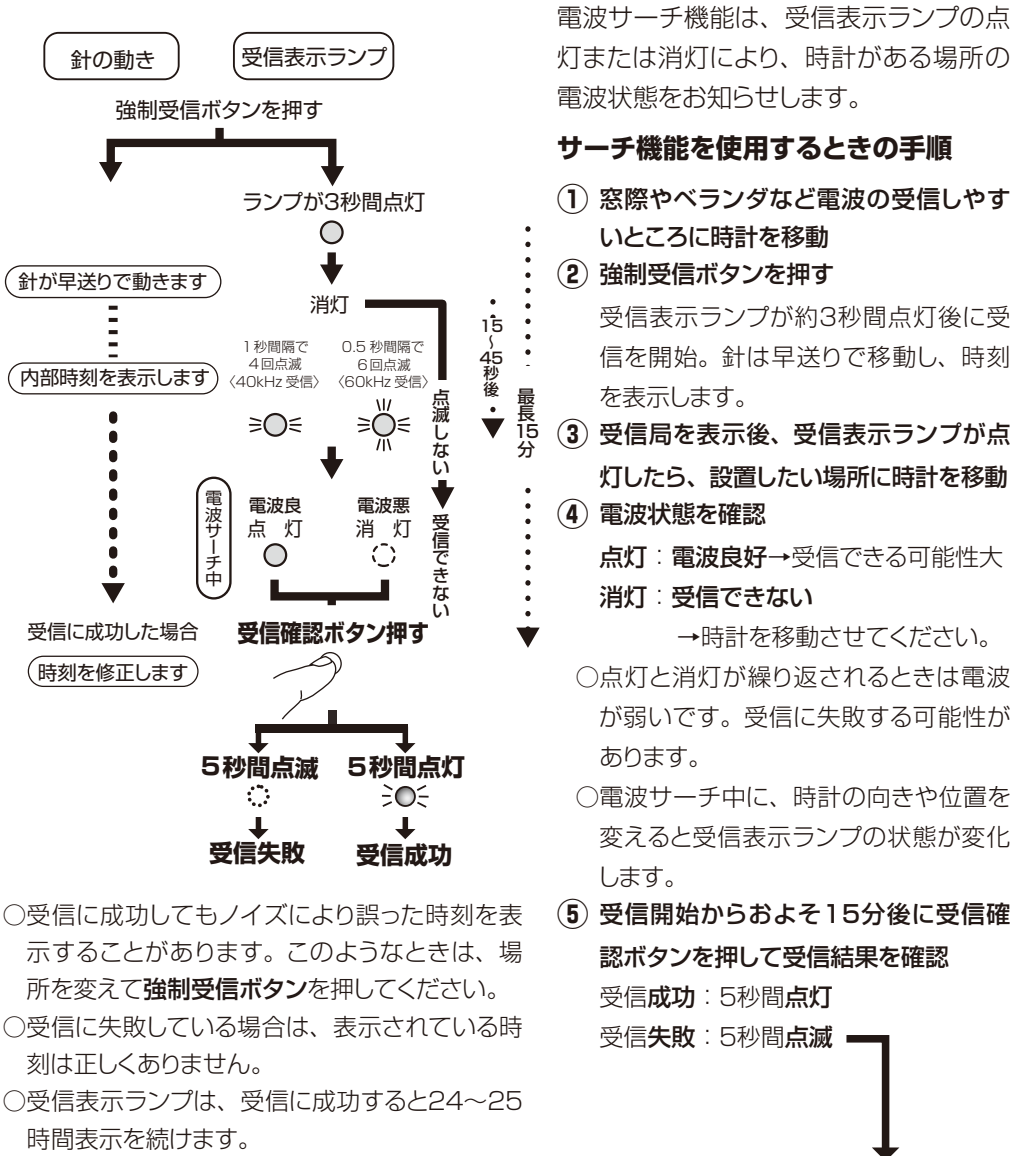 針の動き
受信表示ランプ
強制受信ボタンを押す
ランプが3秒間点灯
針が早送りで動きます
消灯
内部時刻を表示します
1秒間隔で
4回点滅
〈40kHz 受信〉
0.5 秒間隔で
6回点滅
〈60kHz 受信〉
点滅しない
受信できない
15〜45秒後
最長15分
電波サーチ中
電波良
点 灯
電波悪
消 灯
受信に成功した場合
時刻を修正します
受信確認ボタン押す
5秒間点滅
5秒間点灯
受信失敗
受信成功
○受信に成功してもノイズにより誤った時刻を表
示することがあります。このようなときは、場
所を変えて強制受信ボタンを押してください。
○受信に失敗している場合は、表示されている時
刻は正しくありません。
○受信表示ランプは、受信に成功すると24〜25
時間表示を続けます。
電波サーチ機能は、受信表示ランプの点
灯または消灯により、時計がある場所の
電波状態をお知らせします。
サーチ機能を使用するときの手順
① 窓際やベランダなど電波の受信しやす
いところに時計を移動
② 強制受信ボタンを押す
受信表示ランプが約3秒間点灯後に受
信を開始。針は早送りで移動し、時刻
を表示します。
③ 受信局を表示後、受信表示ランプが点
灯したら、設置したい場所に時計を移動
④ 電波状態を確認
点灯：電波良好→受信できる可能性大
消灯：受信できない
→時計を移動させてください。
○点灯と消灯が繰り返されるときは電波
が弱いです。受信に失敗する可能性が
あります。
○電波サーチ中に、時計の向きや位置を
変えると受信表示ランプの状態が変化
します。
⑤ 受信開始からおよそ15分後に受信確
認ボタンを押して受信結果を確認
受信成功：5秒間点灯
受信失敗：5秒間点滅